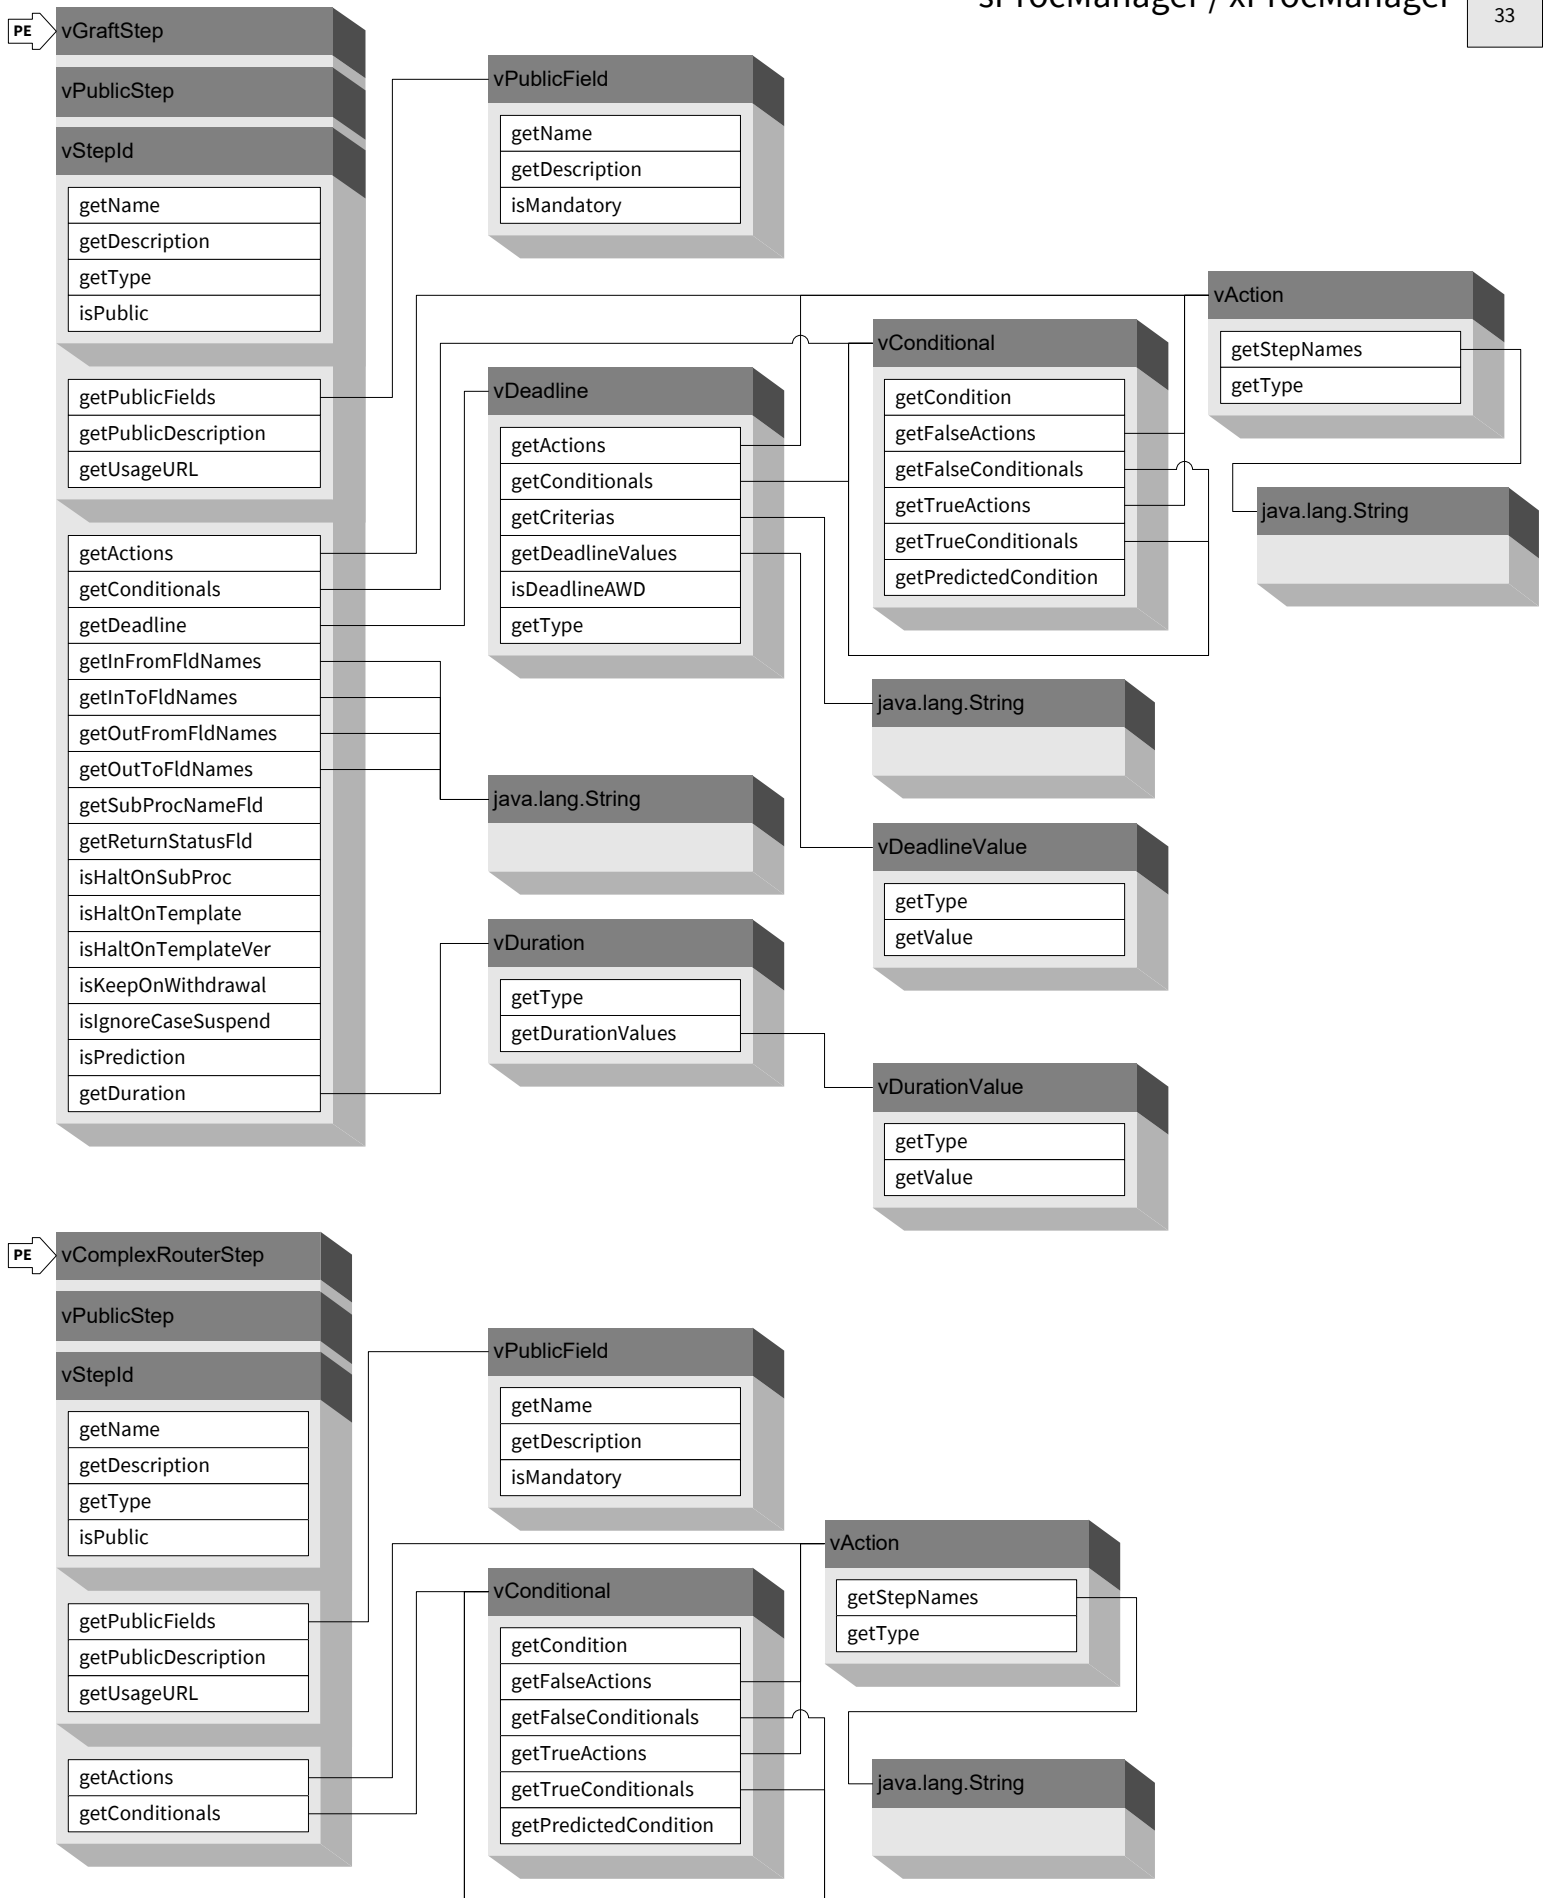 sProcManager / xProcManager
33
PE
vGraftStep
vPublicStep
vStepId
getName
getDescription
getType
isPublic
getPublicFields
getPublicDescription
getUsageURL
getActions
getConditionals
getDeadline
getInFromFldNames
getInToFldNames
getOutFromFldNames
getOutToFldNames
getSubProcNameFld
getReturnStatusFld
isHaltOnSubProc
isHaltOnTemplate
isHaltOnTemplateVer
isKeepOnWithdrawal
isIgnoreCaseSuspend
isPrediction
getDuration
vPublicField
getName
getDescription
isMandatory
vDeadline
getActions
getConditionals
getCriterias
getDeadlineValues
isDeadlineAWD
getType
java.lang.String
vDuration
getType
getDurationValues
vConditional
getCondition
getFalseActions
getFalseConditionals
getTrueActions
getTrueConditionals
getPredictedCondition
java.lang.String
vDeadlineValue
getType
getValue
vDurationValue
getType
getValue
vAction
getStepNames
getType
java.lang.String
PE
vComplexRouterStep
vPublicStep
vStepId
getName
getDescription
getType
isPublic
getPublicFields
getPublicDescription
getUsageURL
getActions
getConditionals
vPublicField
getName
getDescription
isMandatory
vConditional
getCondition
getFalseActions
getFalseConditionals
getTrueActions
getTrueConditionals
getPredictedCondition
vAction
getStepNames
getType
java.lang.String